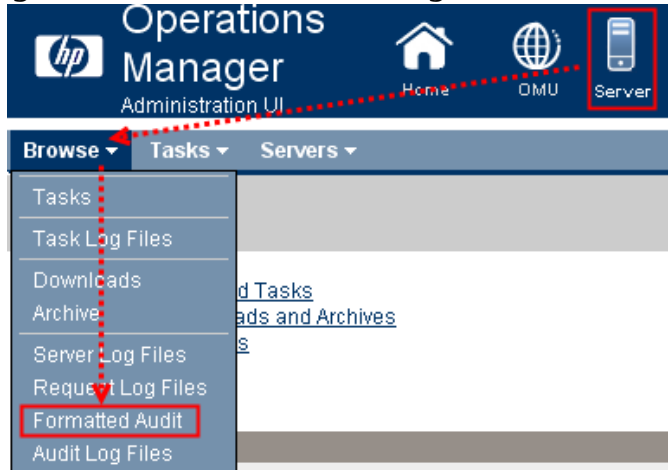 hp
Operations
Manager
Administration UI
Home
OMU
Server
Browse
Tasks
Servers
Tasks
Task Log Files
Downloads
Archive
d Tasks
ads and Archives
s
Server Log Files
Request Log Files
Formatted Audit
Audit Log Files